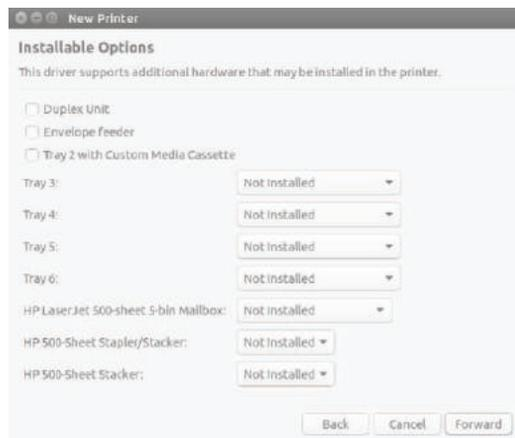 New Printer
Installable Options
This driver supports additional hardware that may be installed in the printer.
Duplex Unit
Envelope feeder
Tray 2 with Custom Media Cassette
Tray 3: Not Installed
Tray 4: Not Installed
Tray 5: Not Installed
Tray 6: Not Installed
HP LaserJet 500-sheet 5-bin Mailbox: Not Installed
HP 500-Sheet Stapler/Stacker: Not Installed
HP 500-Sheet Stacker: Not Installed
Back Cancel Forward